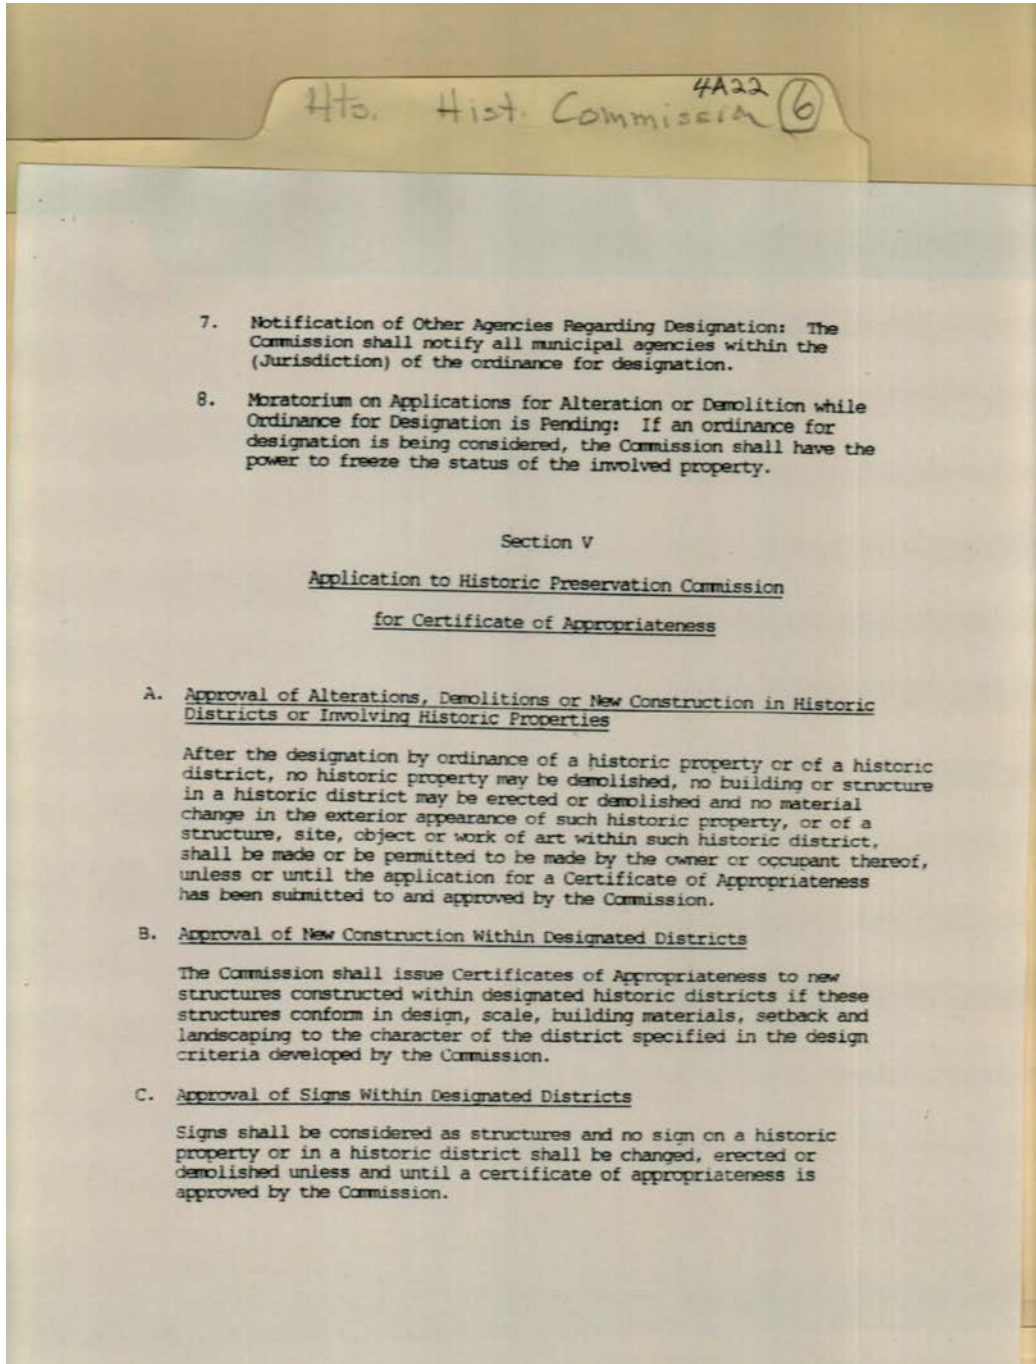 4A22
Hts. Hist. Commission 6
7. Notification of Other Agencies Regarding Designation: The
Commission shall notify all municipal agencies within the
(Jurisdiction) of the ordinance for designation.
8. Moratorium on Applications for Alteration or Demolition while
Ordinance for Designation is Pending: If an ordinance for
designation is being considered, the Commission shall have the
power to freeze the status of the involved property.
Section V
Application to Historic Preservation Commission
for Certificate of Appropriateness
A. Approval of Alterations, Demolitions or New Construction in Historic
Districts or Involving Historic Properties
After the designation by ordinance of a historic property or of a historic
district, no historic property may be demolished, no building or structure
in a historic district may be erected or demolished and no material
change in the exterior appearance of such historic property, or of a
structure, site, object or work of art within such historic district,
shall be made or be permitted to be made by the owner or occupant thereof,
unless or until the application for a Certificate of Appropriateness
has been submitted to and approved by the Commission.
B. Approval of New Construction Within Designated Districts
The Commission shall issue Certificates of Appropriateness to new
structures constructed within designated historic districts if these
structures conform in design, scale, building materials, setback and
landscaping to the character of the district specified in the design
criteria developed by the Commission.
C. Approval of Signs Within Designated Districts
Signs shall be considered as structures and no sign on a historic
property or in a historic district shall be changed, erected or
demolished unless and until a certificate of appropriateness is
approved by the Commission.